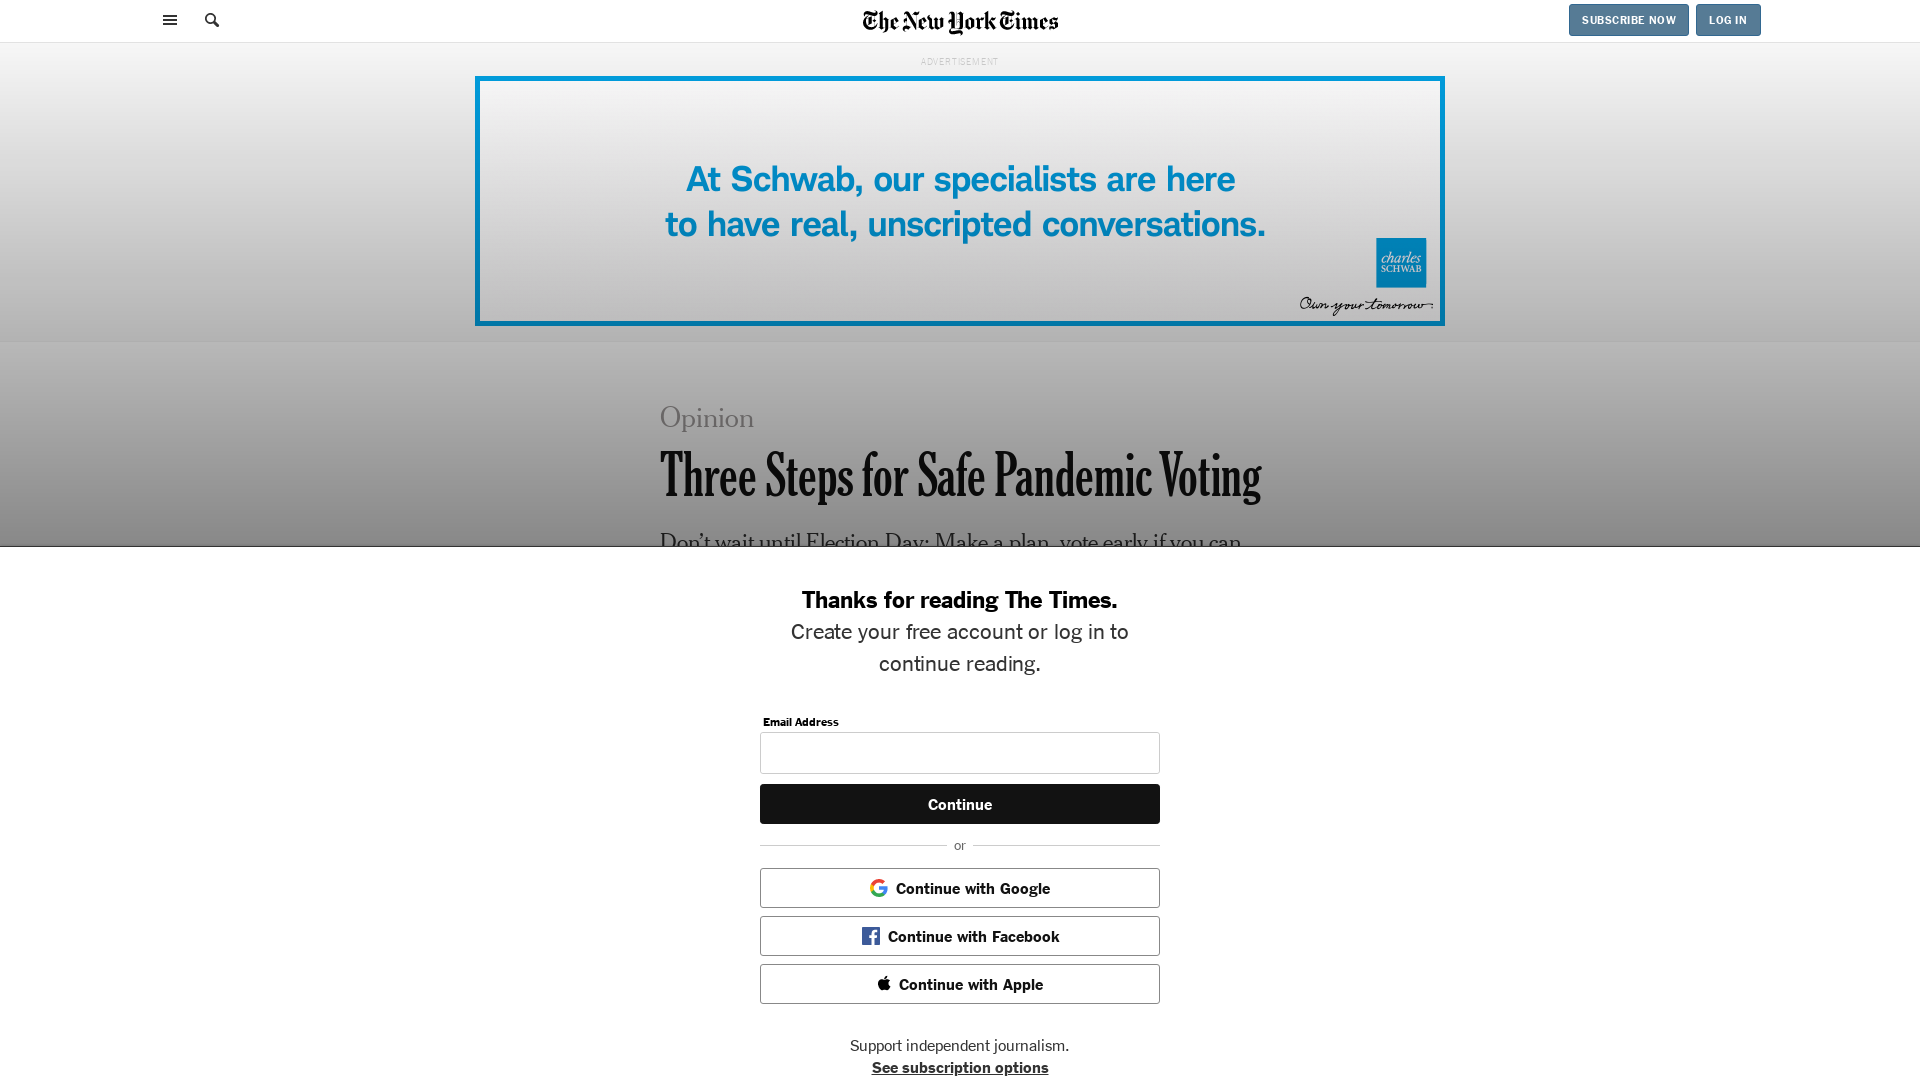 The New York Times
SUBSCRIBE NOW
LOG IN
ADVERTISEMENT
At Schwab, our specialists are here
to have real, unscripted conversations.
charles
SCHWAB
Own your tomorrow
Opinion
Three Steps for Safe Pandemic Voting
Don’t wait until Election Day: Make a plan, vote early if you can
Thanks for reading The Times.
Create your free account or log in to
continue reading.
Email Address
Continue
or
Continue with Google
Continue with Facebook
Continue with Apple
Support independent journalism.
See subscription options